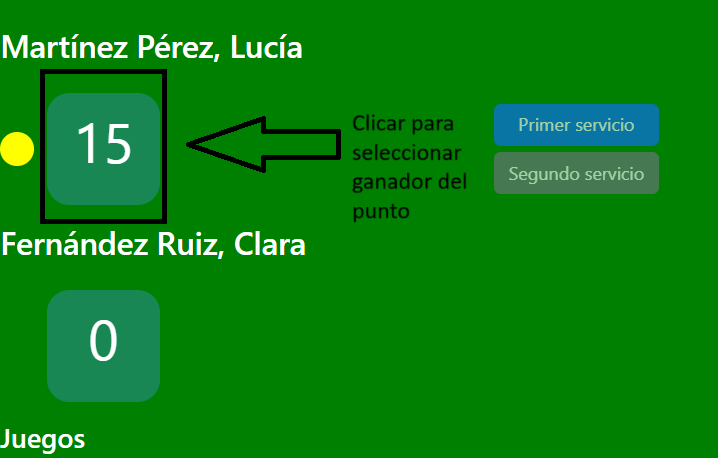 Martínez Pérez, Lucía
15
Clicar para
seleccionar
ganador del
punto
Primer servicio
Segundo servicio
Fernández Ruiz, Clara
0
Juegos